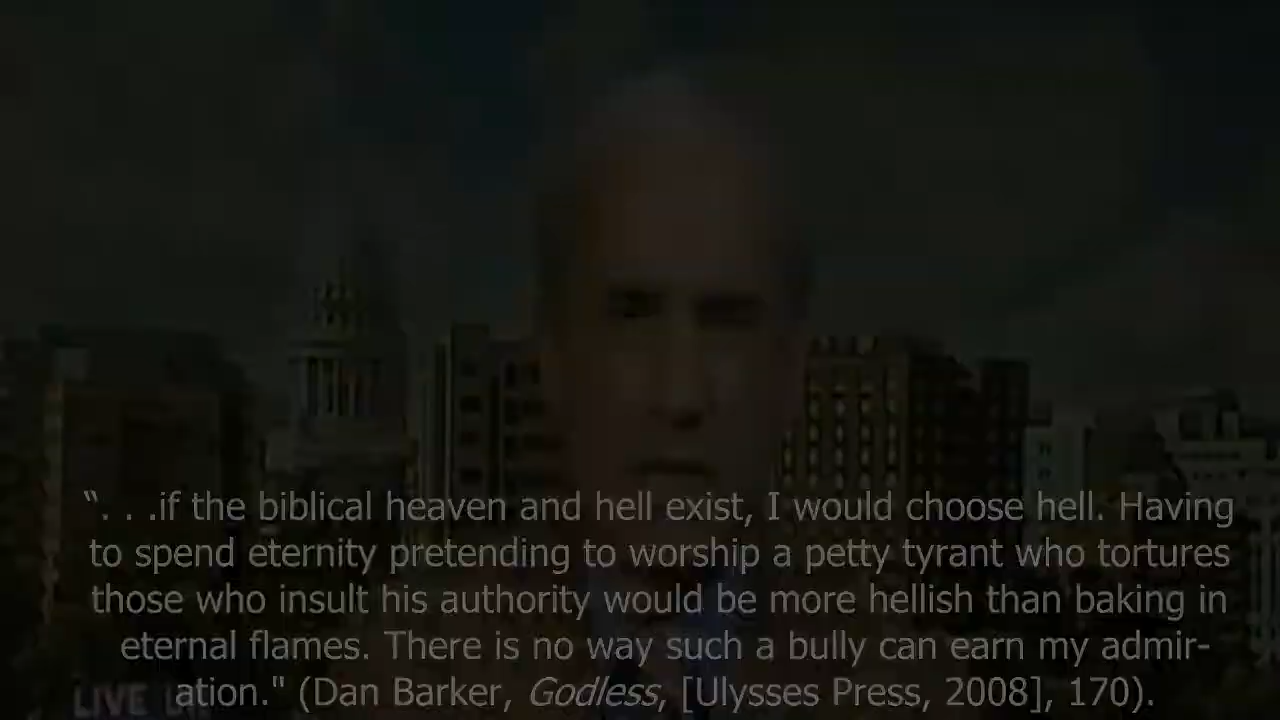 “. . .if the biblical heaven and hell exist, I would choose hell. Having
to spend eternity pretending to worship a petty tyrant who tortures
those who insult his authority would be more hellish than baking in
eternal flames. There is no way such a bully can earn my admir-
ation." (Dan Barker, Godless, [Ulysses Press, 2008], 170).
LIVE